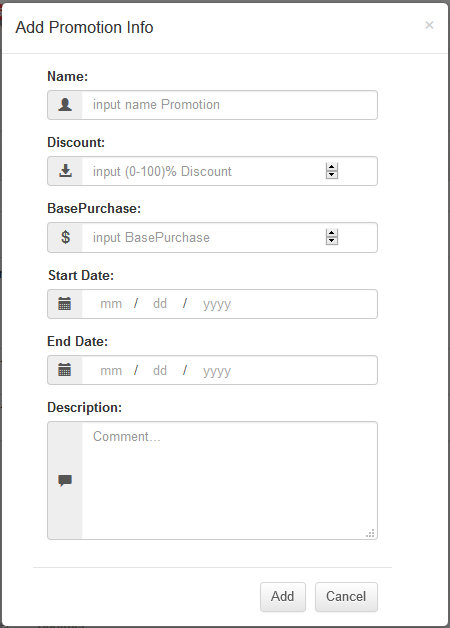 Add Promotion Info ×
Name:
input name Promotion
Discount:
input (0-100)% Discount
BasePurchase:
$ input BasePurchase
Start Date:
mm / dd / yyyy
End Date:
mm / dd / yyyy
Description:
Comment...
Add Cancel